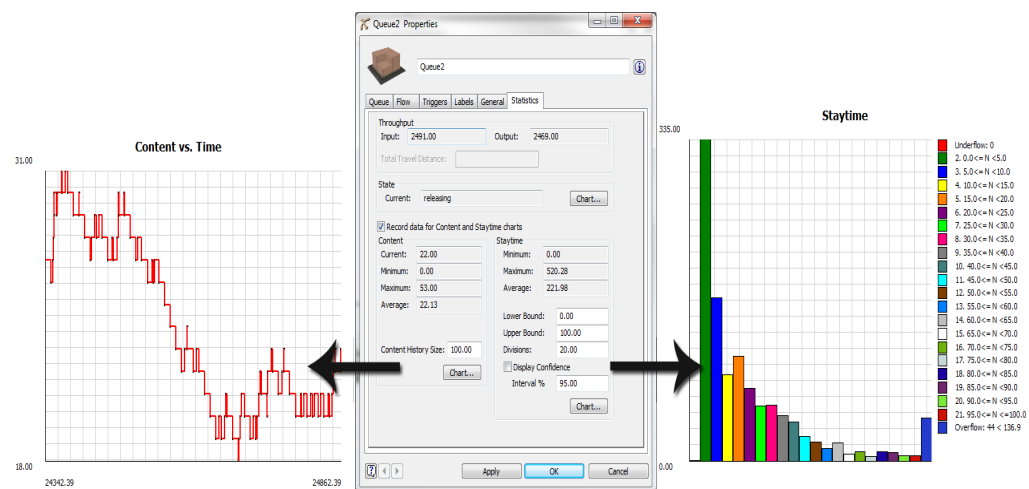 Content vs. Time
31.00
18.00
24342.39 24862.39
Queue2 Properties
Queue2
Queue Flow Triggers Labels General Statistics
Throughput
Input: 2491.00 Output: 2469.00
Total Travel Distance:
State
Current: releasing Chart...
Record data for Content and Staytime charts
Content
Current: 22.00
Minimum: 0.00
Maximum: 53.00
Average: 22.13
Content History Size: 100.00
Chart...
Staytime
Minimum: 0.00
Maximum: 520.28
Average: 221.98
Lower Bound: 0.00
Upper Bound: 100.00
Divisions: 20.00
Display Confidence
Interval % 95.00
Chart...
Apply OK Cancel
Staytime
335.00
0.00
Underflow: 0
2. 0.0<= N <5.0
3. 5.0<= N <10.0
4. 10.0<= N <15.0
5. 15.0<= N <20.0
6. 20.0<= N <25.0
7. 25.0<= N <30.0
8. 30.0<= N <35.0
9. 35.0<= N <40.0
10. 40.0<= N <45.0
11. 45.0<= N <50.0
12. 50.0<= N <55.0
13. 55.0<= N <60.0
14. 60.0<= N <65.0
15. 65.0<= N <70.0
16. 70.0<= N <75.0
17. 75.0<= N <80.0
18. 80.0<= N <85.0
19. 85.0<= N <90.0
20. 90.0<= N <95.0
21. 95.0<= N <=100.0
Overflow: 44 < 136.9